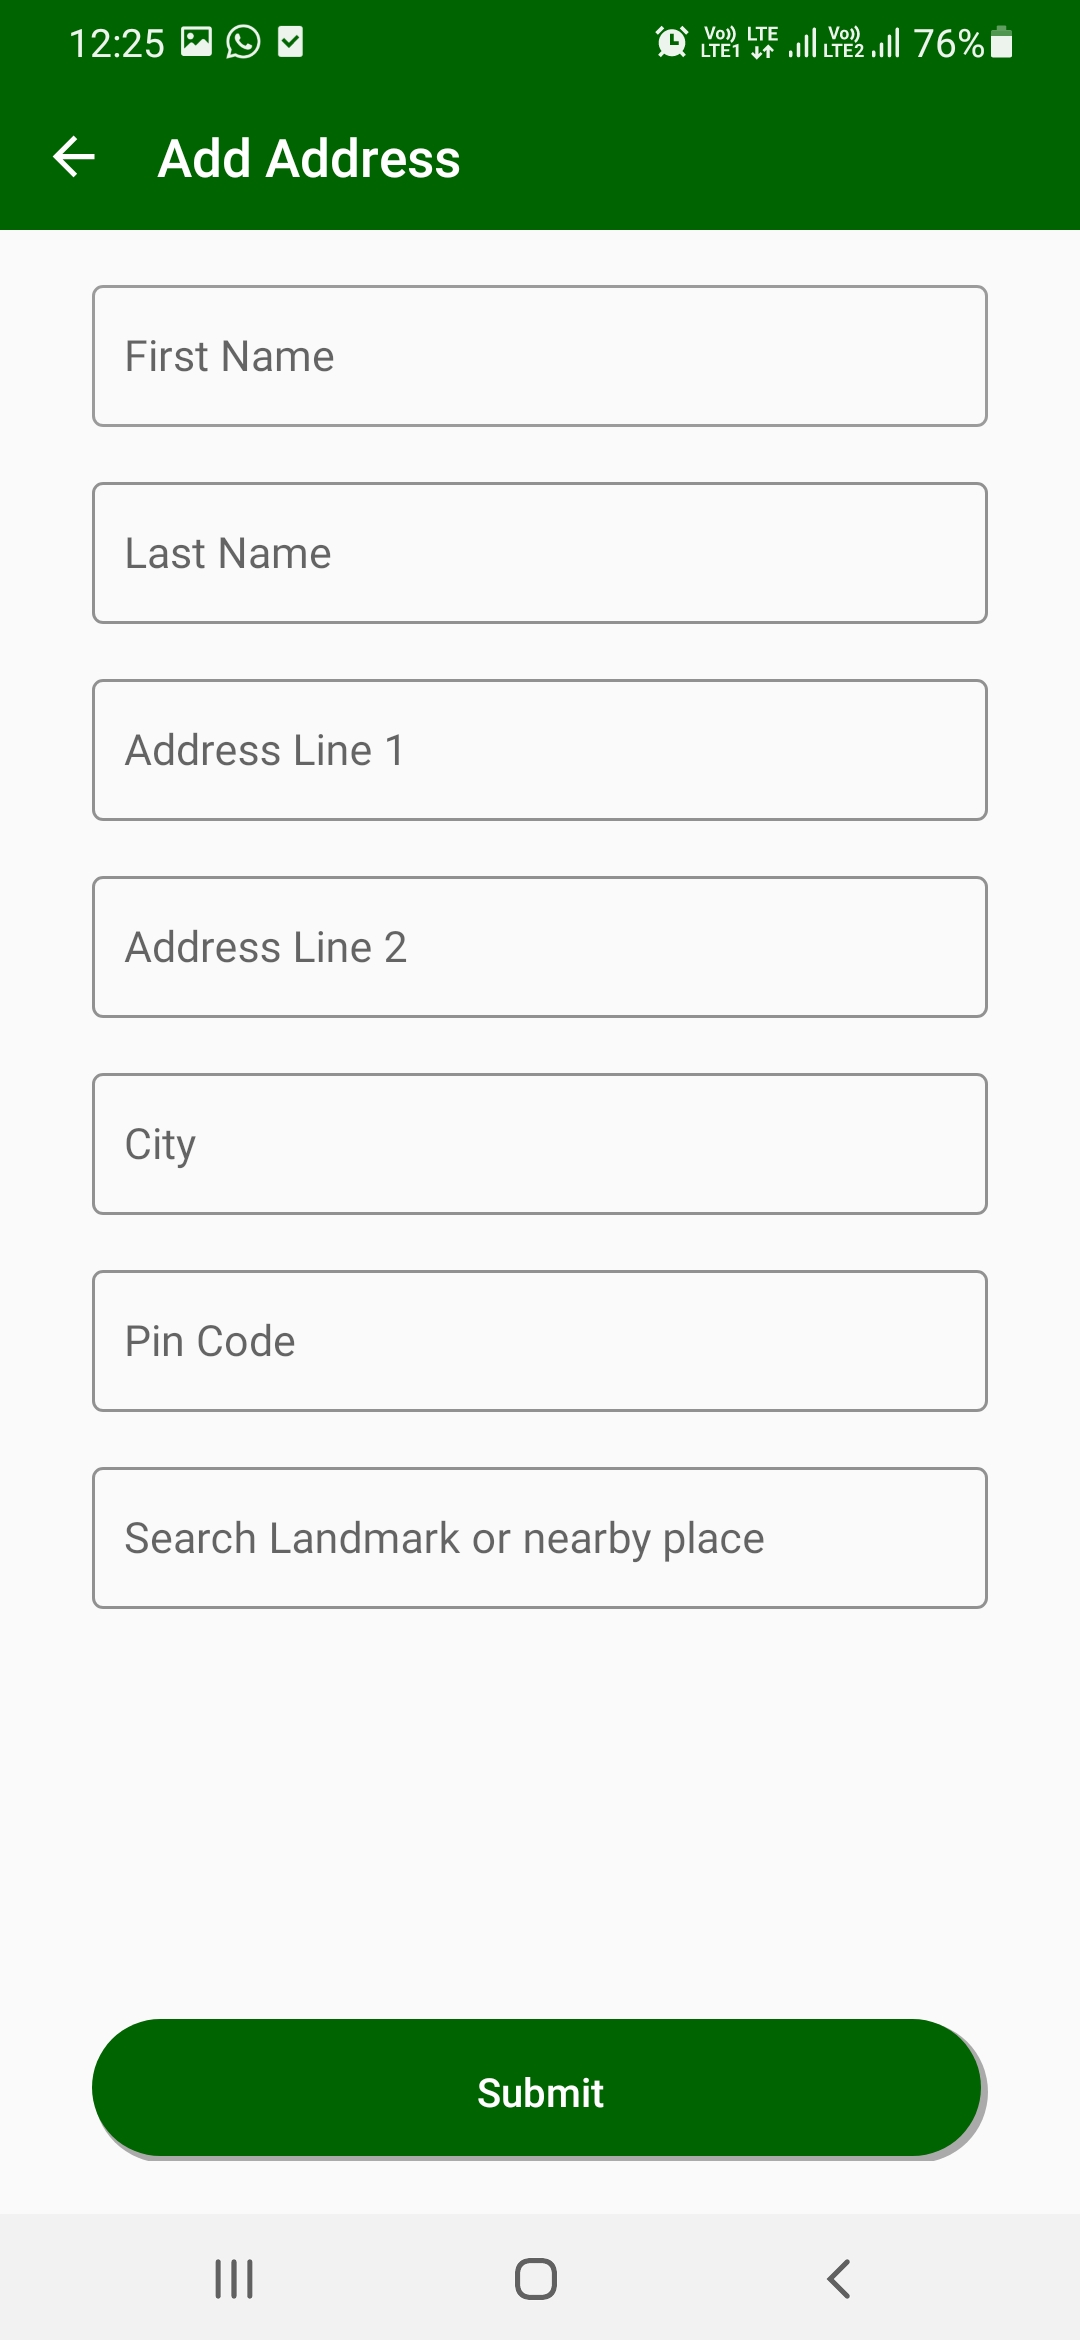 12:25 Vo)) LTE1 LTE Vo)) LTE2 76%
Add Address
First Name
Last Name
Address Line 1
Address Line 2
City
Pin Code
Search Landmark or nearby place
Submit